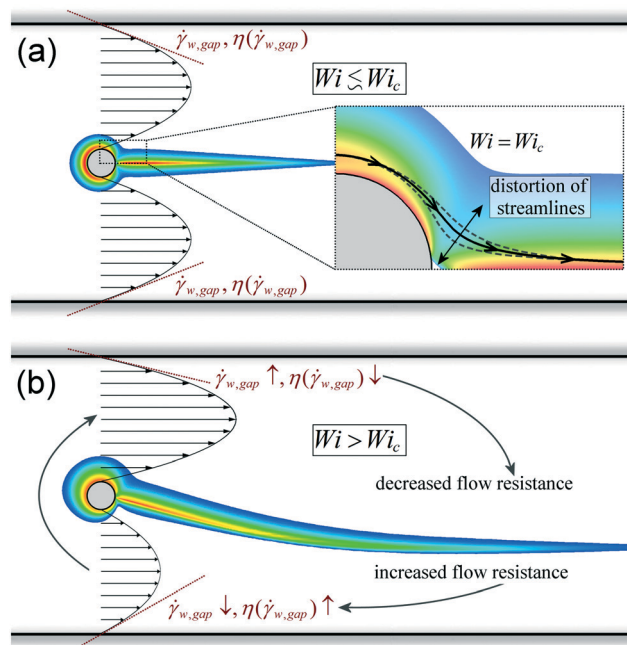 (a)
γ̇w,gap, η(γ̇w,gap)
Wi ≲ Wic
Wi = Wic
distortion of
streamlines
γ̇w,gap, η(γ̇w,gap)
(b)
γ̇w,gap ↑, η(γ̇w,gap) ↓
Wi > Wic
decreased flow resistance
increased flow resistance
γ̇w,gap ↓, η(γ̇w,gap) ↑